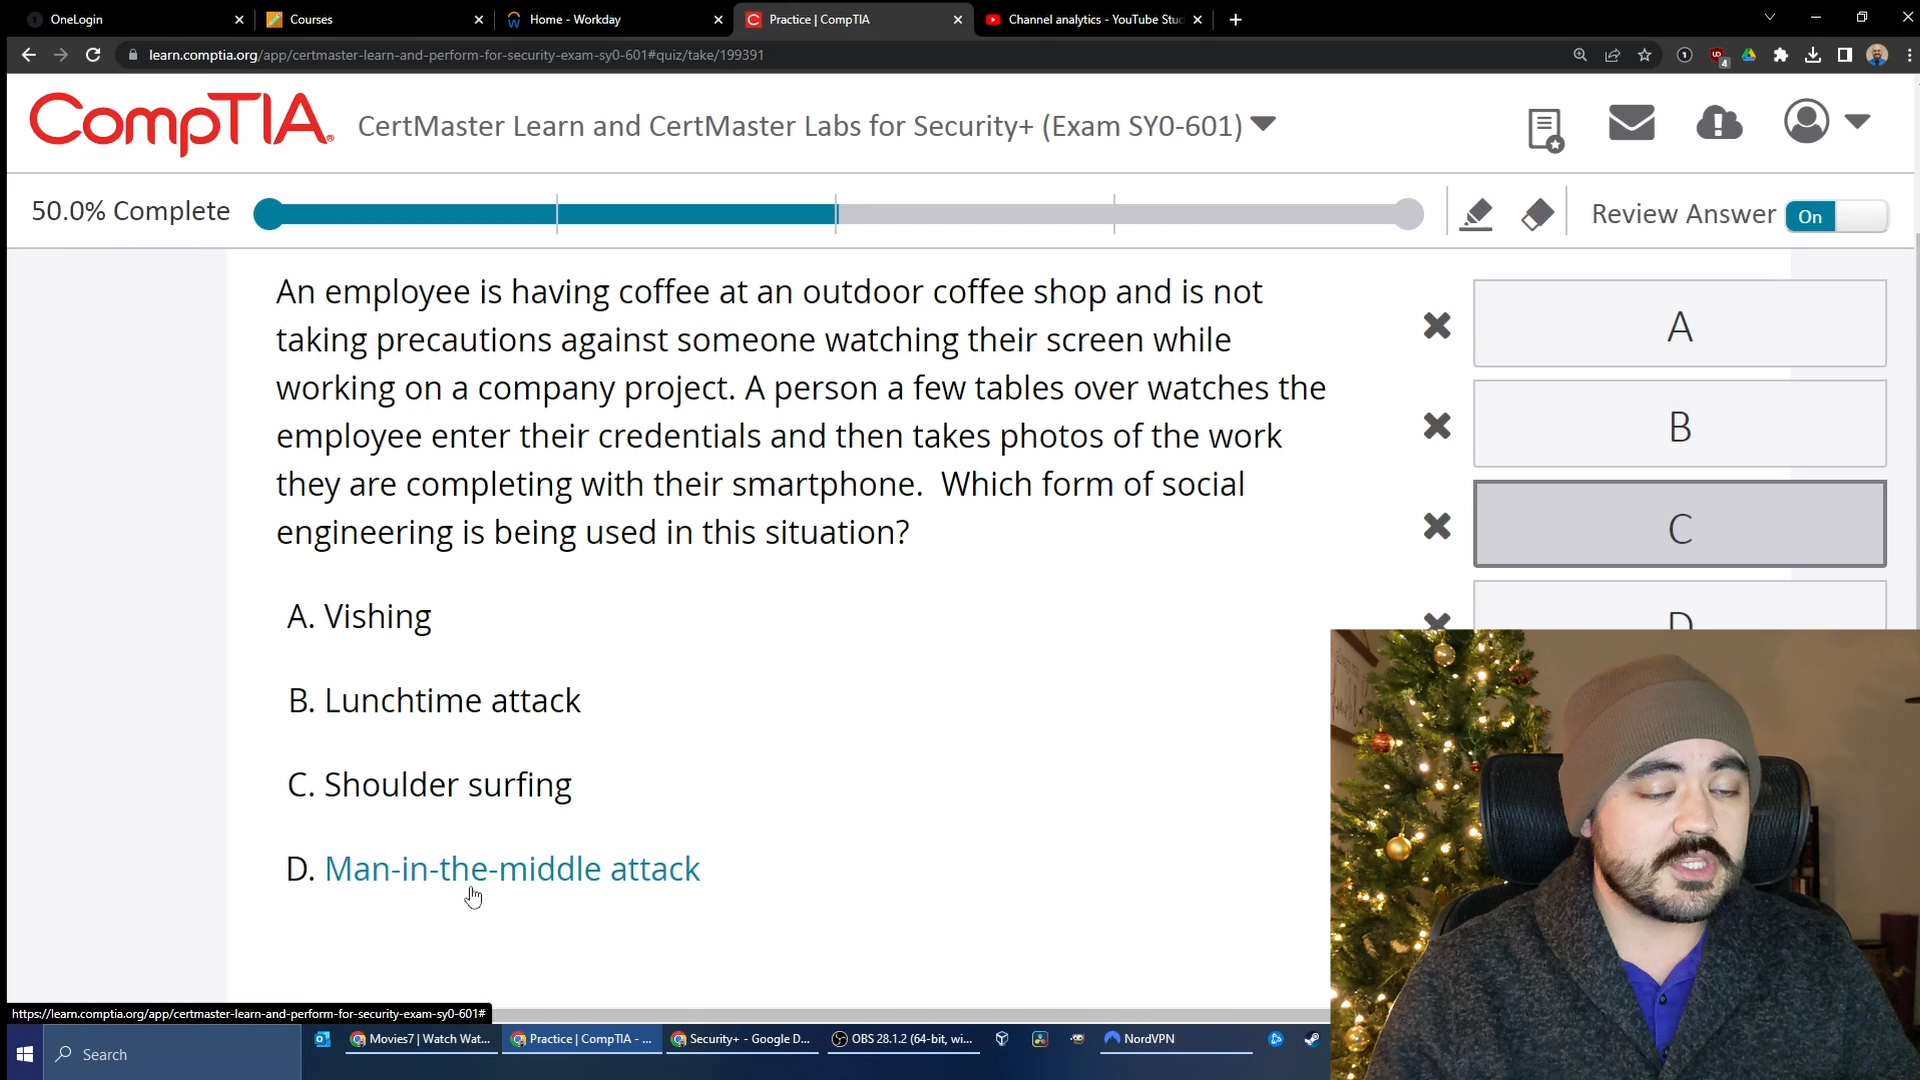 OneLogin
Courses
Home - Workday
Practice | CompTIA
Channel analytics - YouTube Stu
learn.comptia.org/app/certmaster-learn-and-perform-for-security-exam-sy0-601#quiz/take/199391
4
CompTIA
CertMaster Learn and CertMaster Labs for Security+ (Exam SY0-601)
50.0% Complete
Review Answer On
An employee is having coffee at an outdoor coffee shop and is not
taking precautions against someone watching their screen while
working on a company project. A person a few tables over watches the
employee enter their credentials and then takes photos of the work
they are completing with their smartphone. Which form of social
engineering is being used in this situation?
A. Vishing
B. Lunchtime attack
C. Shoulder surfing
D. Man-in-the-middle attack
A
B
C
D
https://learn.comptia.org/app/certmaster-learn-and-perform-for-security-exam-sy0-601#
Search
Movies7 | Watch Wat...
Practice | CompTIA - ...
Security+ - Google D...
OBS 28.1.2 (64-bit, wi...
NordVPN